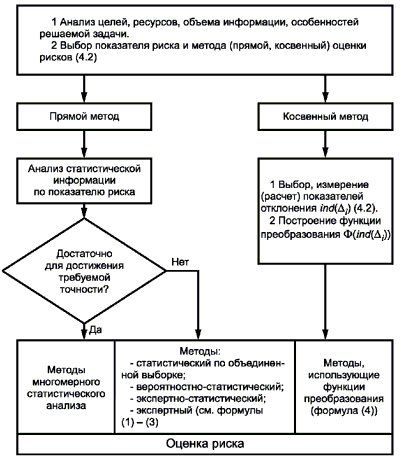 1 Анализ целей, ресурсов, объема информации, особенностей
решаемой задачи.
2 Выбор показателя риска и метода (прямой, косвенный) оценки
рисков (4.2)
Прямой метод
Косвенный метод
Анализ статистической
информации
по показателю риска
1 Выбор, измерение
(расчет) показателей
отклонения ind(Δi) (4.2).
2 Построение функции
преобразования Ф(ind(Δi))
Достаточно
для достижения
требуемой
точности?
Нет
Да
Методы
многомерного
статистического
анализа
Методы:
- статистический по объединен-
ной выборке;
- вероятностно-статистический;
- экспертно-статистический;
- экспертный (см. формулы
(1) – (3)
Методы,
использующие
функции
преобразования
(формула (4))
Оценка риска